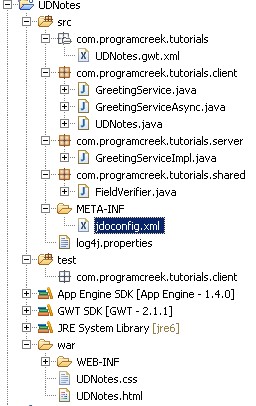 UDNotes
src
com.programcreek.tutorials
UDNotes.gwt.xml
com.programcreek.tutorials.client
GreetingService.java
GreetingServiceAsync.java
UDNotes.java
com.programcreek.tutorials.server
GreetingServiceImpl.java
com.programcreek.tutorials.shared
FieldVerifier.java
META-INF
jdoconfig.xml
log4j.properties
test
com.programcreek.tutorials.client
App Engine SDK [App Engine - 1.4.0]
GWT SDK [GWT - 2.1.1]
JRE System Library [jre6]
war
WEB-INF
UDNotes.css
UDNotes.html